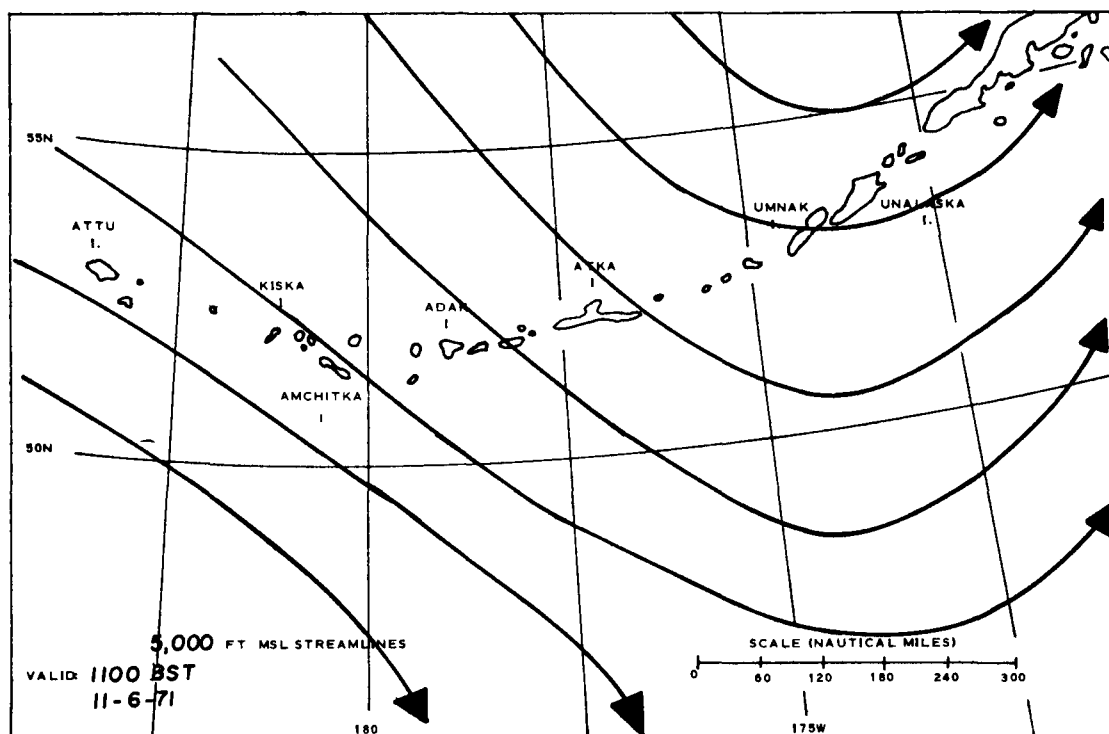 55N
ATTU
I.
KISKA
I
ADAK
I
ATKA
I
UMNAK
UNALASKA
I.
AMCHITKA
I
50N
5,000 FT MSL STREAMLINES
VALID: 1100 BST
11-6-71
SCALE (NAUTICAL MILES)
0 60 120 180 240 300
180
175W